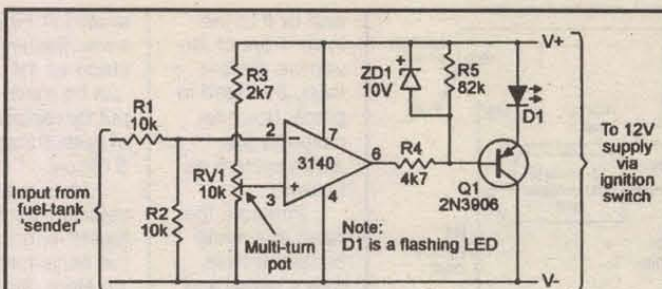 V+
ZD1
10V
R5
82k
R3
2k7
D1
R1
10k
2
7
3140
6
R4
4k7
To 12V
supply
via
ignition
switch
Input from
fuel-tank
'sender'
R2
10k
RV1
10k
3
4
Q1
2N3906
Multi-turn
pot
Note:
D1 is a flashing LED
V-